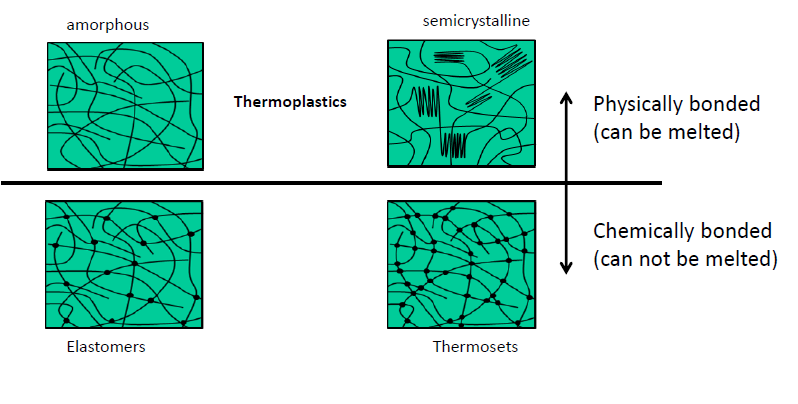 amorphous
semicrystalline
Thermoplastics
Physically bonded
(can be melted)
Chemically bonded
(can not be melted)
Elastomers
Thermosets